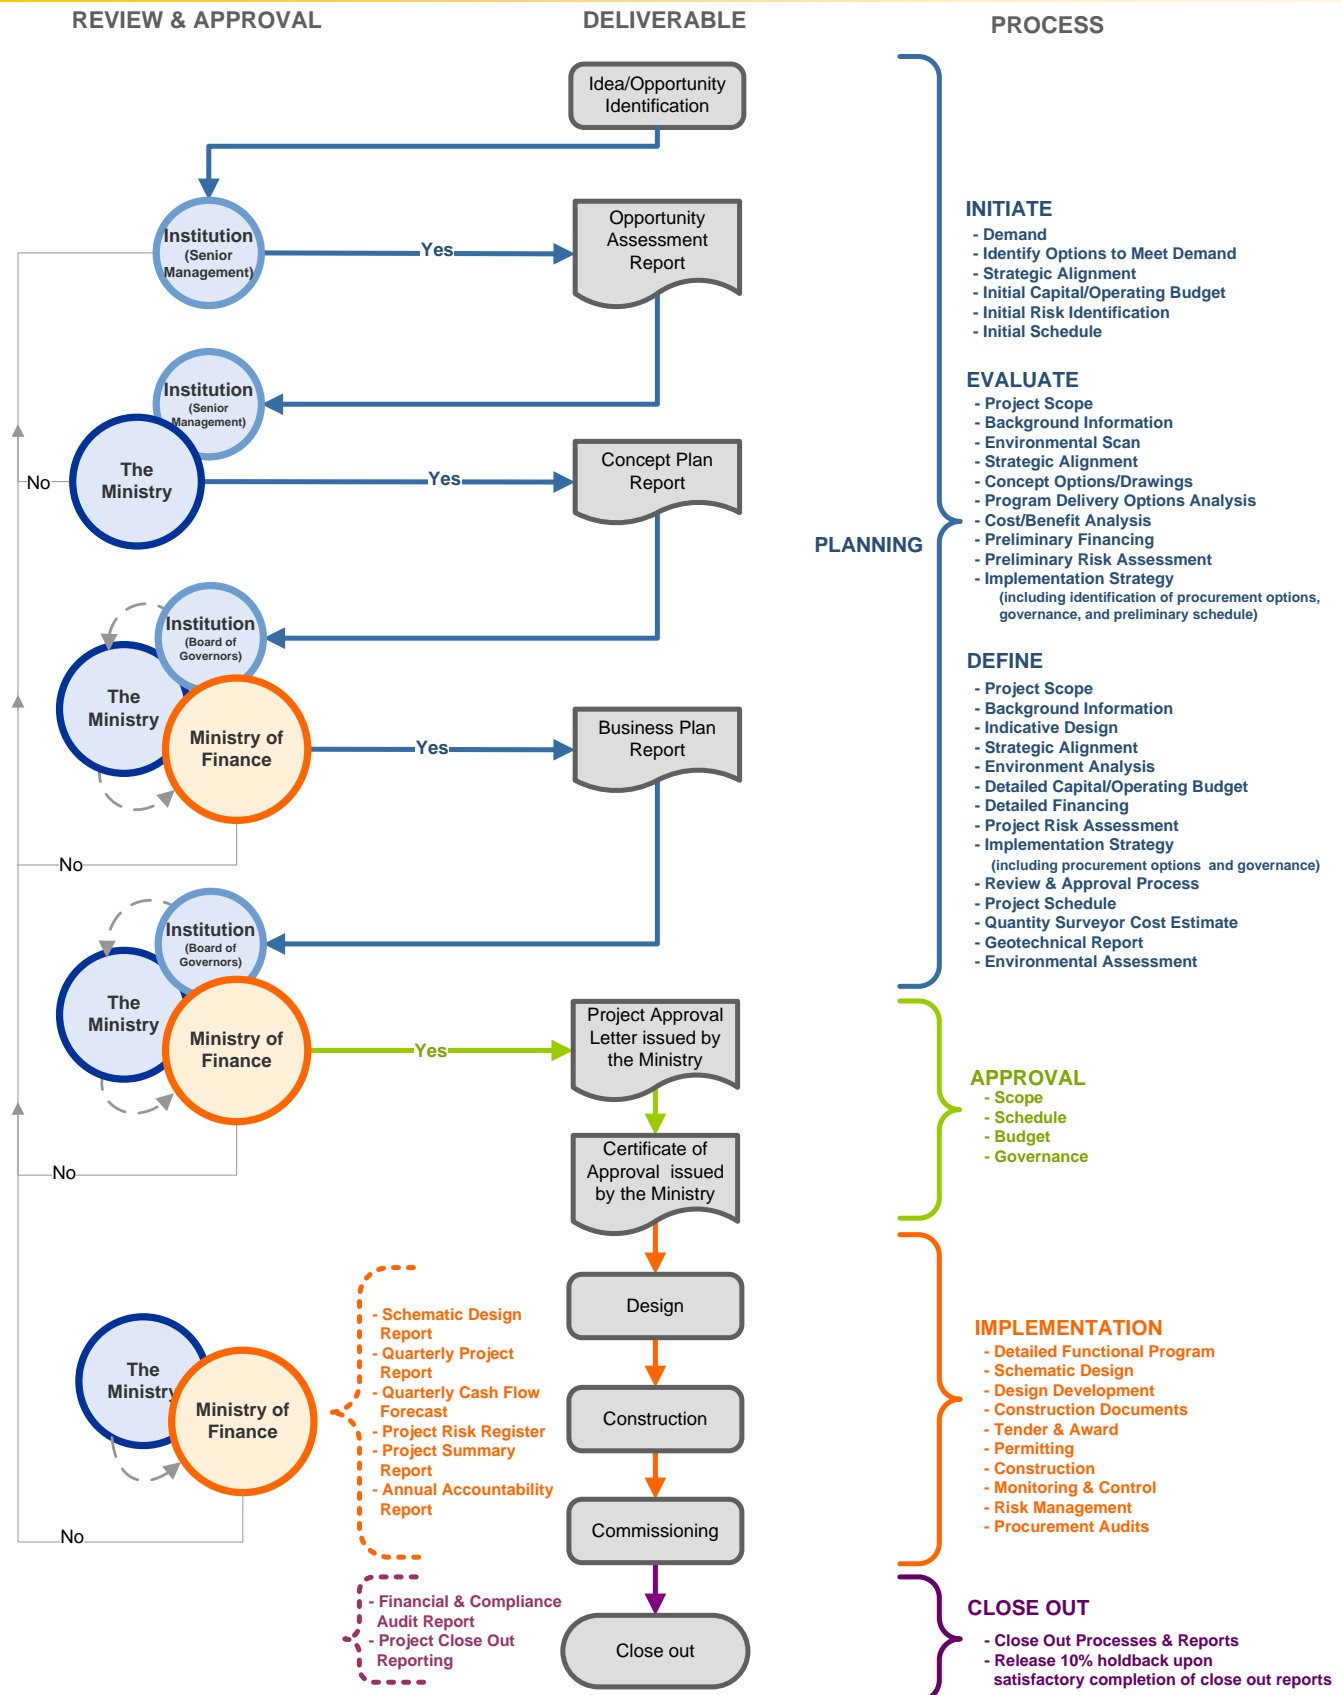 REVIEW & APPROVAL
DELIVERABLE
PROCESS
Idea/Opportunity
Identification
Institution
(Senior
Management)
Yes
Opportunity
Assessment
Report
Institution
(Senior
Management)
The
Ministry
No
Yes
Concept Plan
Report
Institution
(Board of
Governors)
The
Ministry
Ministry of
Finance
Yes
Business Plan
Report
No
Institution
(Board of
Governors)
The
Ministry
Ministry of
Finance
Yes
Project Approval
Letter issued by
the Ministry
No
Certificate of
Approval issued
by the Ministry
Design
Construction
Commissioning
Close out
The
Ministry
Ministry of
Finance
No
- Schematic Design
Report
- Quarterly Project
Report
- Quarterly Cash Flow
Forecast
- Project Risk Register
- Project Summary
Report
- Annual Accountability
Report
- Financial & Compliance
Audit Report
- Project Close Out
Reporting
PLANNING
INITIATE
- Demand
- Identify Options to Meet Demand
- Strategic Alignment
- Initial Capital/Operating Budget
- Initial Risk Identification
- Initial Schedule
EVALUATE
- Project Scope
- Background Information
- Environmental Scan
- Strategic Alignment
- Concept Options/Drawings
- Program Delivery Options Analysis
- Cost/Benefit Analysis
- Preliminary Financing
- Preliminary Risk Assessment
- Implementation Strategy
(including identification of procurement options,
governance, and preliminary schedule)
DEFINE
- Project Scope
- Background Information
- Indicative Design
- Strategic Alignment
- Environment Analysis
- Detailed Capital/Operating Budget
- Detailed Financing
- Project Risk Assessment
- Implementation Strategy
(including procurement options and governance)
- Review & Approval Process
- Project Schedule
- Quantity Surveyor Cost Estimate
- Geotechnical Report
- Environmental Assessment
APPROVAL
- Scope
- Schedule
- Budget
- Governance
IMPLEMENTATION
- Detailed Functional Program
- Schematic Design
- Design Development
- Construction Documents
- Tender & Award
- Permitting
- Construction
- Monitoring & Control
- Risk Management
- Procurement Audits
CLOSE OUT
- Close Out Processes & Reports
- Release 10% holdback upon
satisfactory completion of close out reports